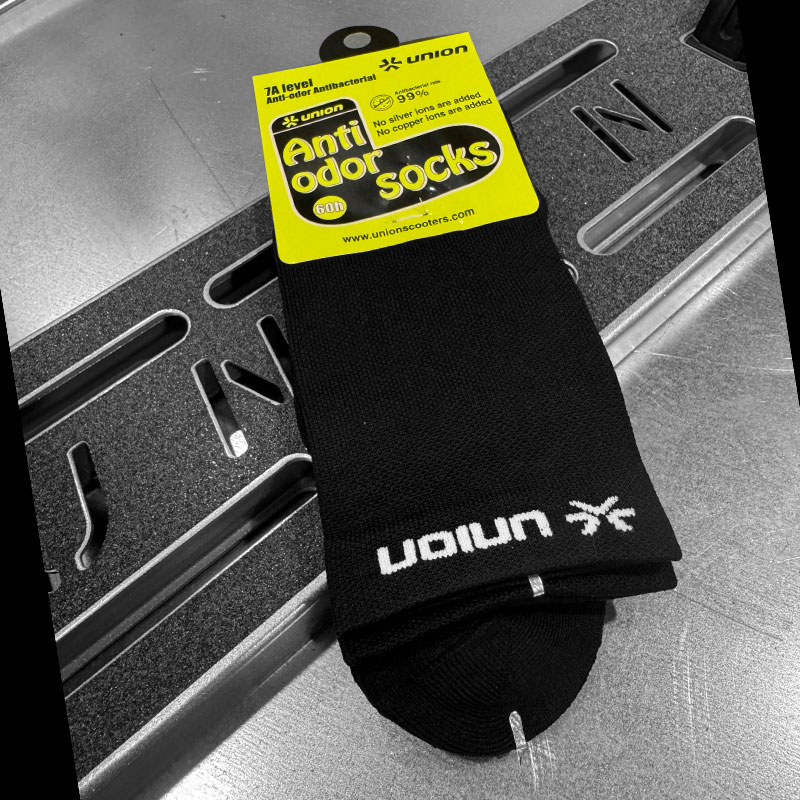 UNION
7A level
Anti-odor Antibacterial
Antibacterial rate
99%
No silver ions are added
No copper ions are added
UNION
Anti
odor
socks
60h
www.unionscooters.com
UNION